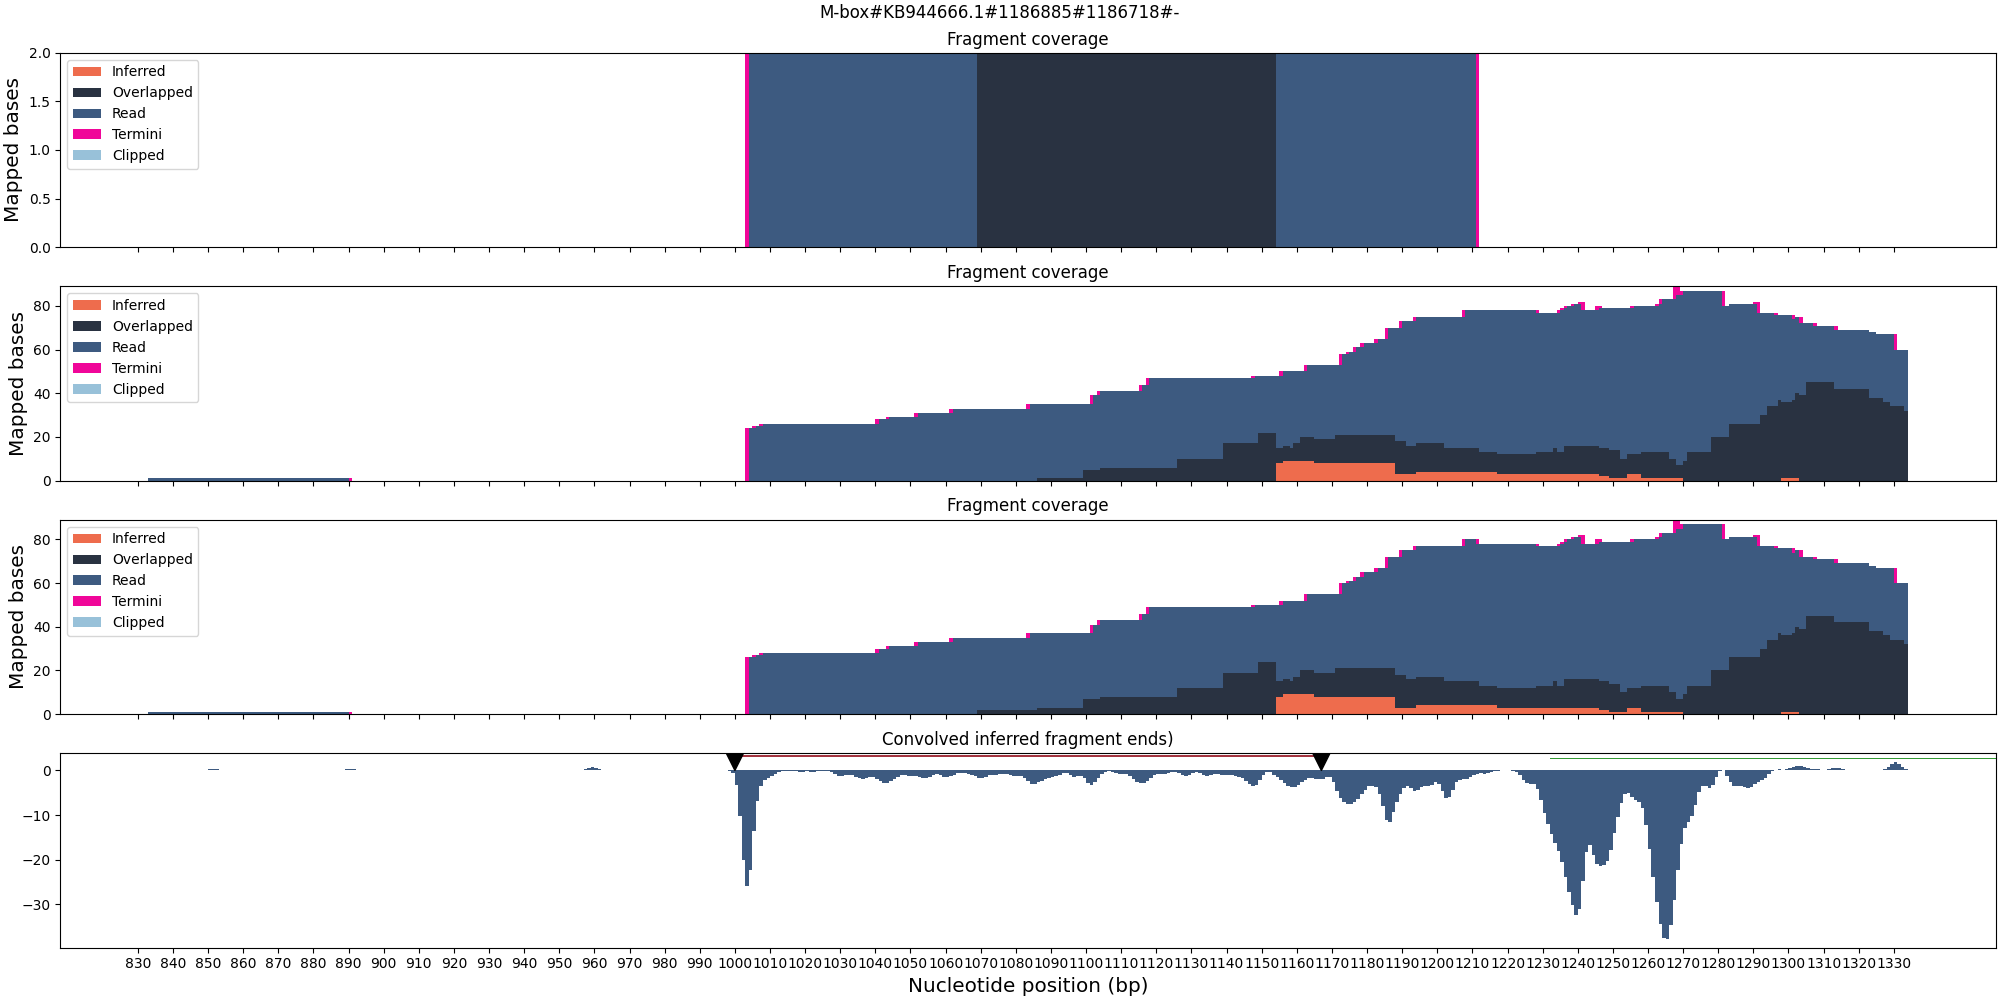 M-box#KB944666.1#1186885#1186718#-
Fragment coverage
Mapped bases
2.0
1.5
1.0
0.5
0.0
Inferred
Overlapped
Read
Termini
Clipped
Fragment coverage
Mapped bases
80
60
40
20
0
Inferred
Overlapped
Read
Termini
Clipped
Fragment coverage
Mapped bases
80
60
40
20
0
Inferred
Overlapped
Read
Termini
Clipped
Convolved inferred fragment ends)
0
−10
−20
−30
830 840 850 860 870 880 890 900 910 920 930 940 950 960 970 980 990 1000 1010 1020 1030 1040 1050 1060 1070 1080 1090 1100 1110 1120 1130 1140 1150 1160 1170 1180 1190 1200 1210 1220 1230 1240 1250 1260 1270 1280 1290 1300 1310 1320 1330
Nucleotide position (bp)